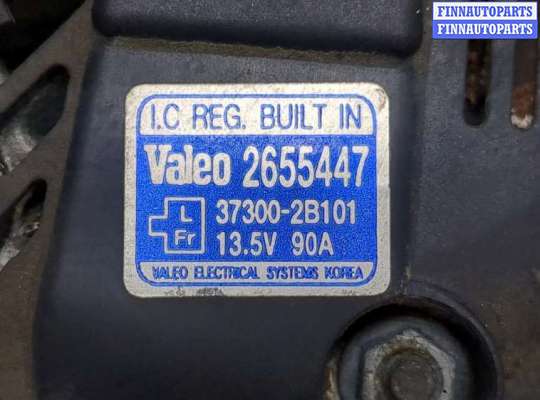 FINNAUTOPARTS
FINNAUTOPARTS
I.C REG. BUILT IN
Valeo 2655447
L 37300-2B101
Fr 13.5V 90A
VALEO ELECTRICAL SYSTEMS KOREA